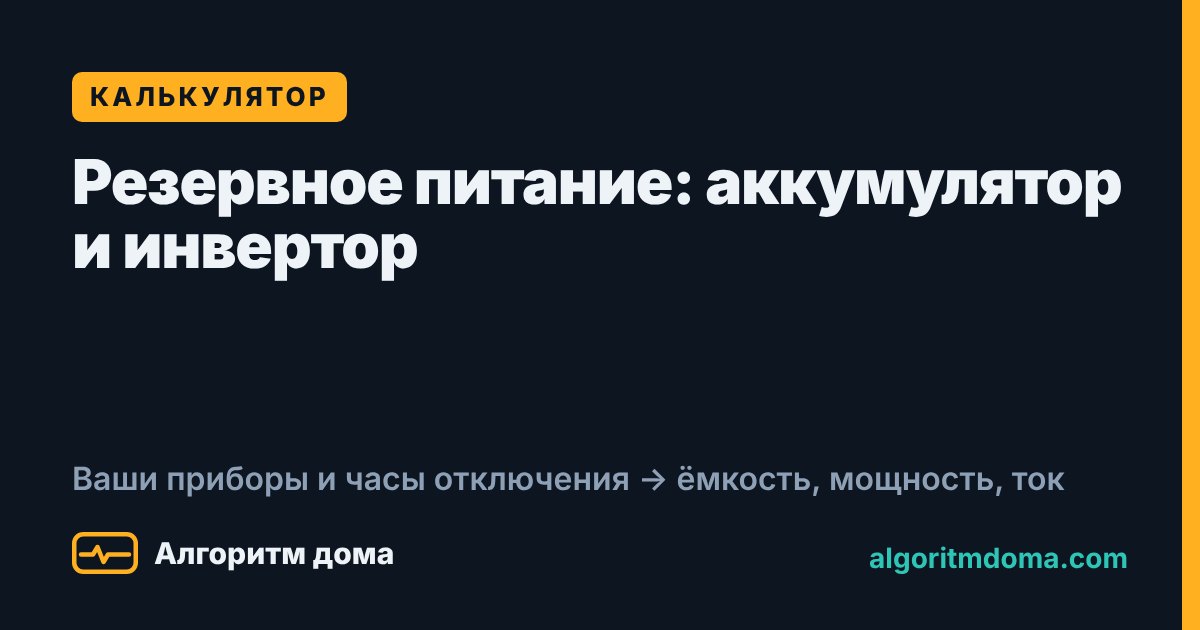 КАЛЬКУЛЯТОР
Резервное питание: аккумулятор
и инвертор
Ваши приборы и часы отключения → ёмкость, мощность, ток
Алгоритм дома
algoritmdoma.com